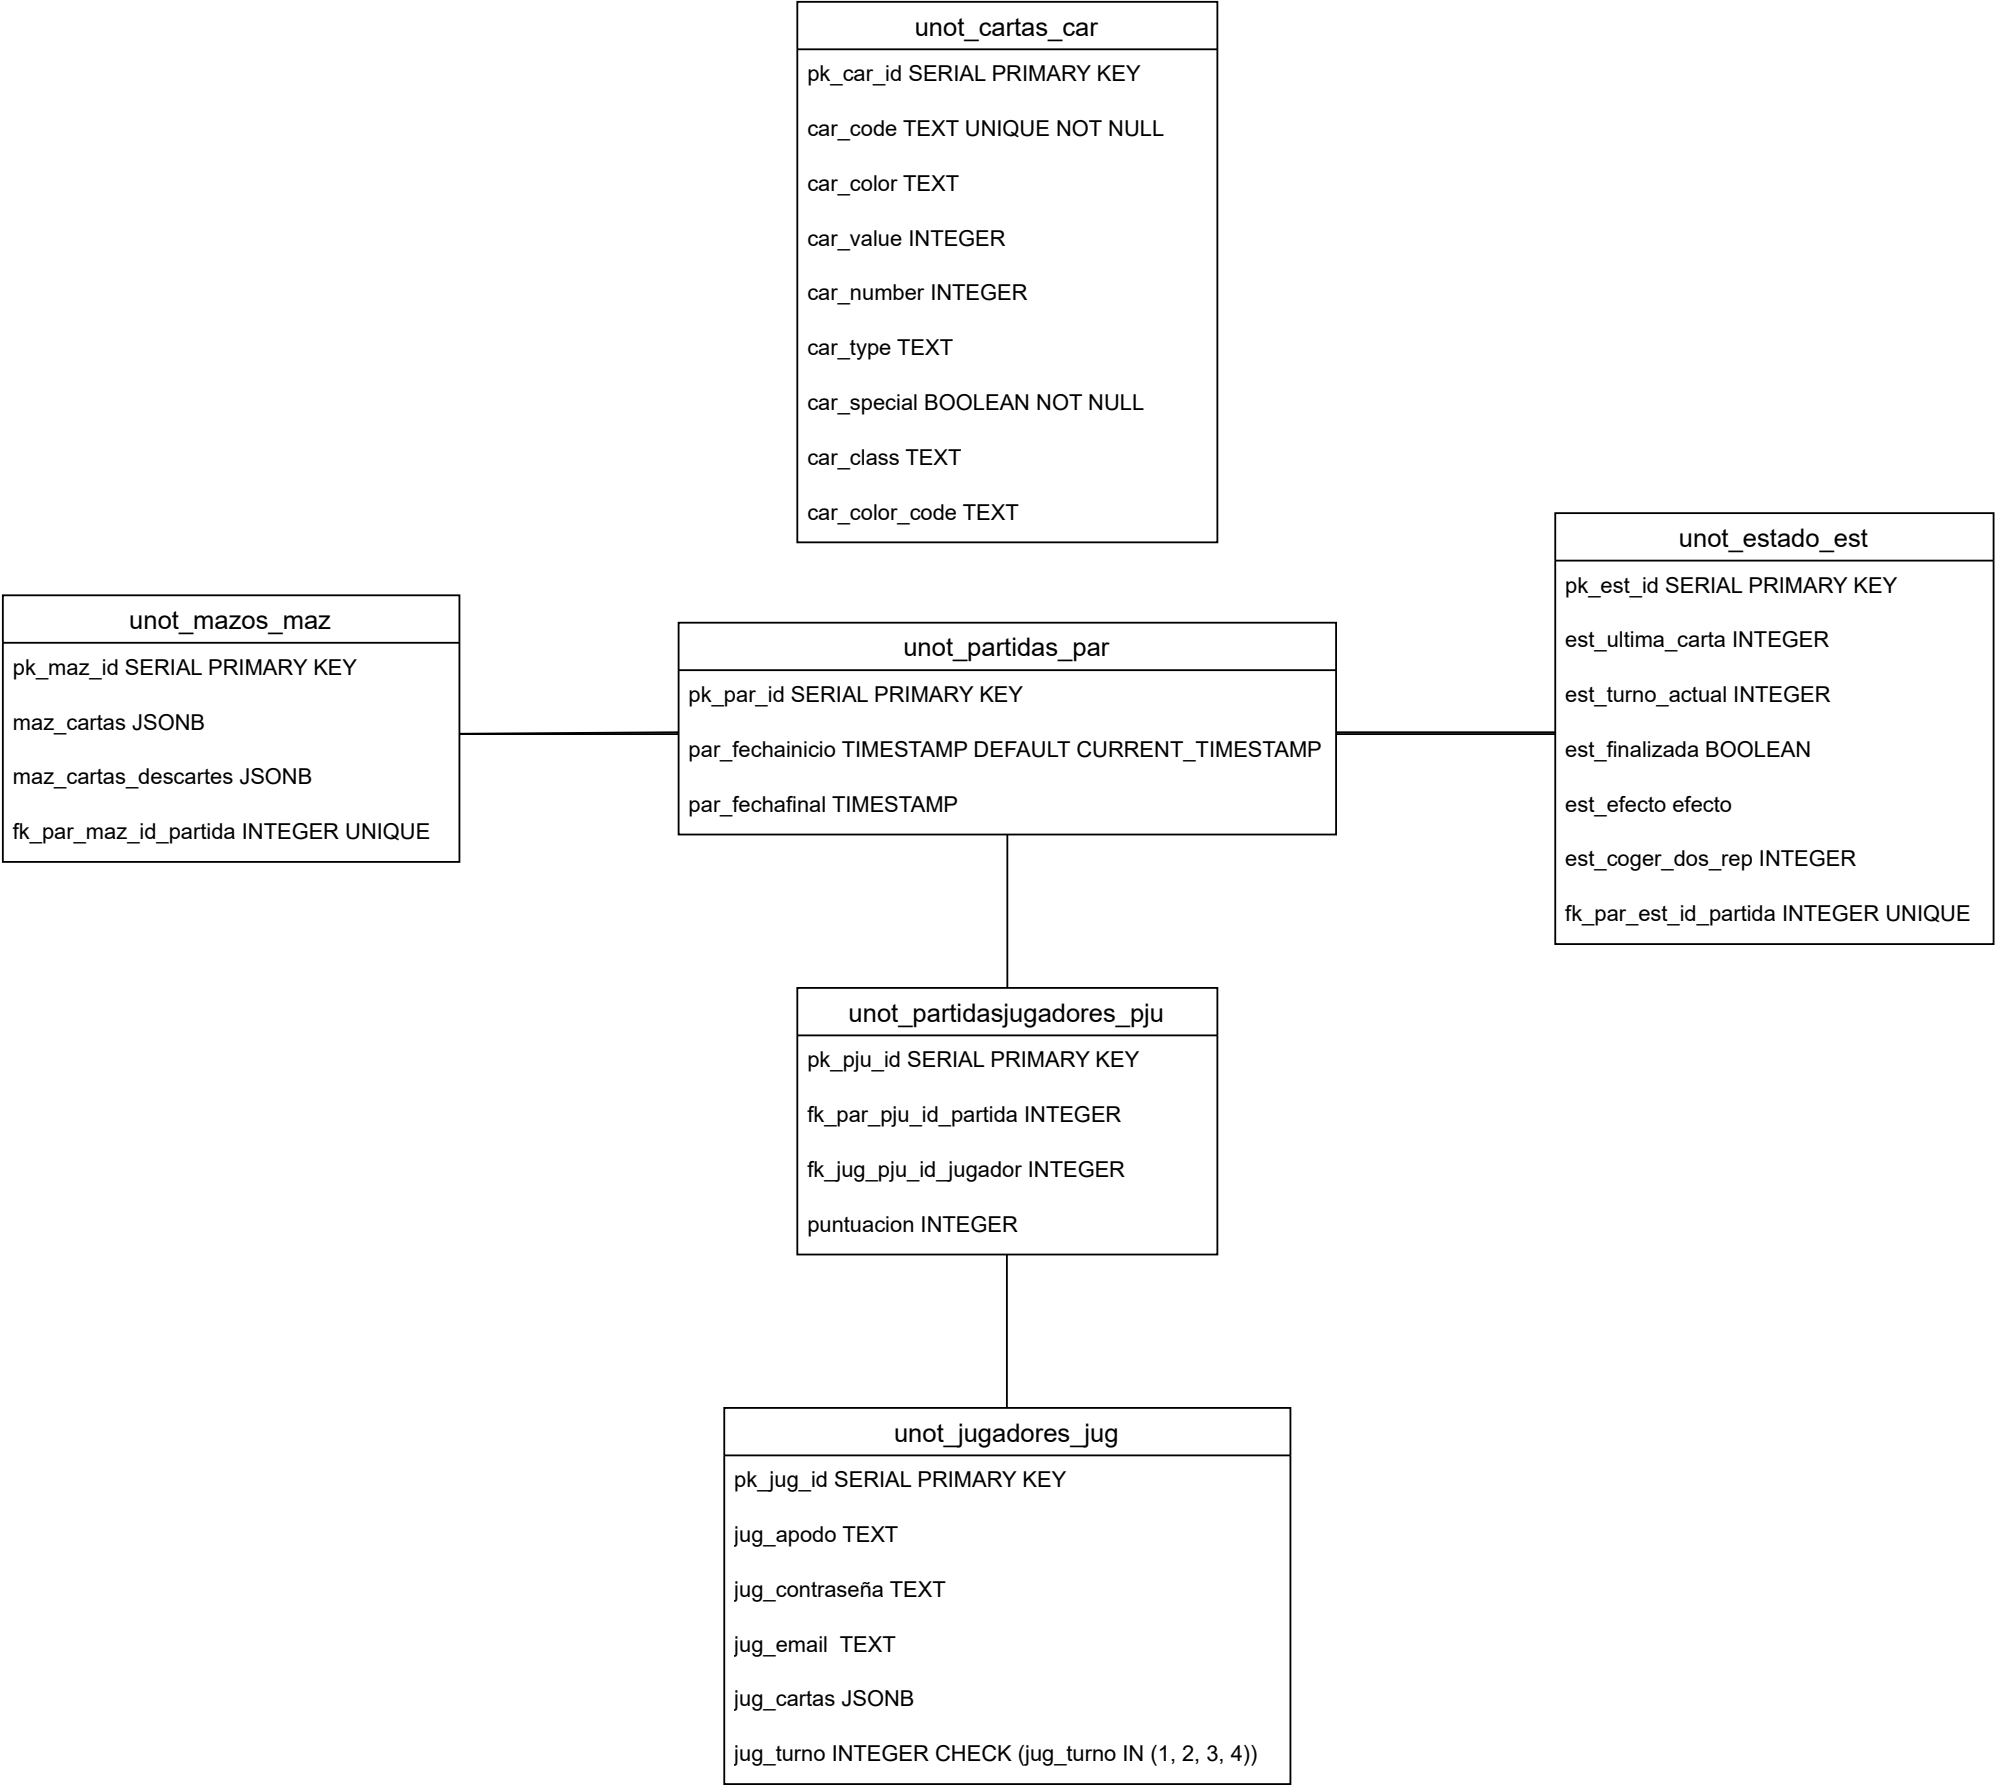 unot_cartas_car
pk_car_id SERIAL PRIMARY KEY
car_code TEXT UNIQUE NOT NULL
car_color TEXT
car_value INTEGER
car_number INTEGER
car_type TEXT
car_special BOOLEAN NOT NULL
car_class TEXT
car_color_code TEXT
unot_mazos_maz
pk_maz_id SERIAL PRIMARY KEY
maz_cartas JSONB
maz_cartas_descartes JSONB
fk_par_maz_id_partida INTEGER UNIQUE
unot_partidas_par
pk_par_id SERIAL PRIMARY KEY
par_fechainicio TIMESTAMP DEFAULT CURRENT_TIMESTAMP
par_fechafinal TIMESTAMP
unot_estado_est
pk_est_id SERIAL PRIMARY KEY
est_ultima_carta INTEGER
est_turno_actual INTEGER
est_finalizada BOOLEAN
est_efecto efecto
est_coger_dos_rep INTEGER
fk_par_est_id_partida INTEGER UNIQUE
unot_partidasjugadores_pju
pk_pju_id SERIAL PRIMARY KEY
fk_par_pju_id_partida INTEGER
fk_jug_pju_id_jugador INTEGER
puntuacion INTEGER
unot_jugadores_jug
pk_jug_id SERIAL PRIMARY KEY
jug_apodo TEXT
jug_contraseña TEXT
jug_email  TEXT
jug_cartas JSONB
jug_turno INTEGER CHECK (jug_turno IN (1, 2, 3, 4))